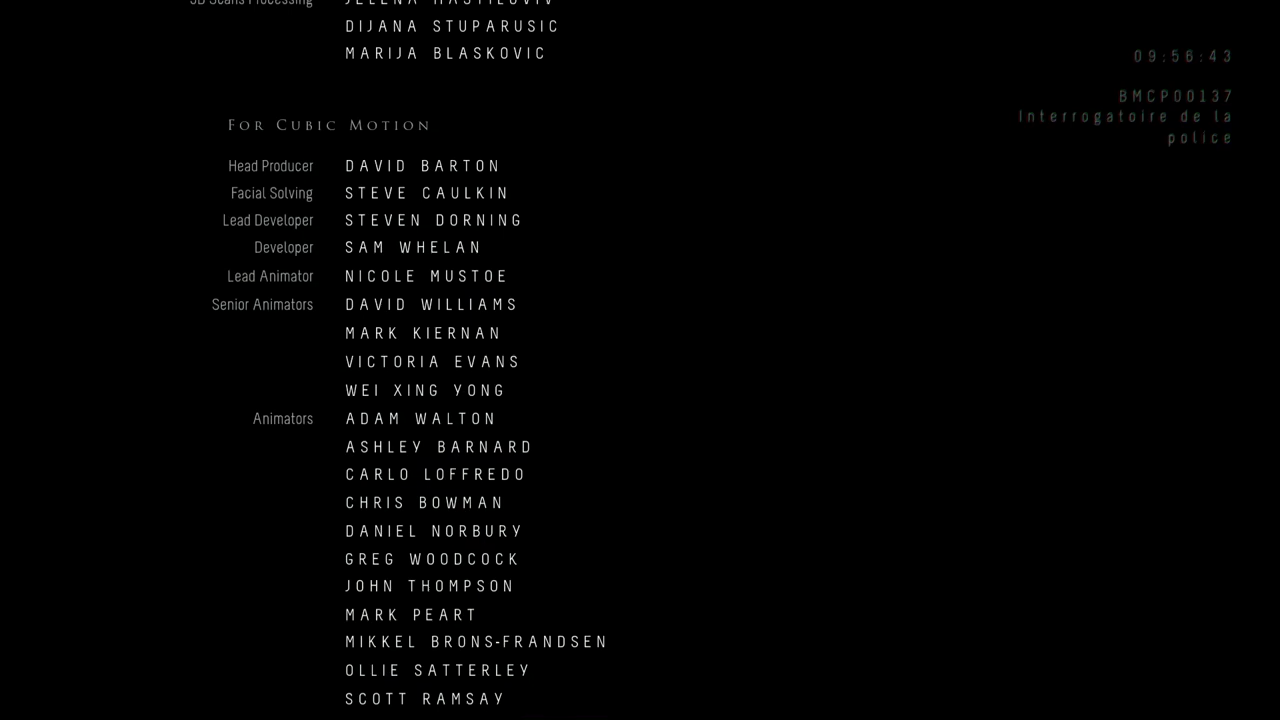 3D Scans Processing
DIJANA STUPARUSIC
MARIJA BLASKOVIC
09:56:43
BMCP00137
Interrogatoire de la
police
FOR CUBIC MOTION
Head Producer DAVID BARTON
Facial Solving STEVE CAULKIN
Lead Developer STEVEN DORNING
Developer SAM WHELAN
Lead Animator NICOLE MUSTOE
Senior Animators DAVID WILLIAMS
MARK KIERNAN
VICTORIA EVANS
WEI XING YONG
Animators ADAM WALTON
ASHLEY BARNARD
CARLO LOFFREDO
CHRIS BOWMAN
DANIEL NORBURY
GREG WOODCOCK
JOHN THOMPSON
MARK PEART
MIKKEL BRONS-FRANDSEN
OLLIE SATTERLEY
SCOTT RAMSAY